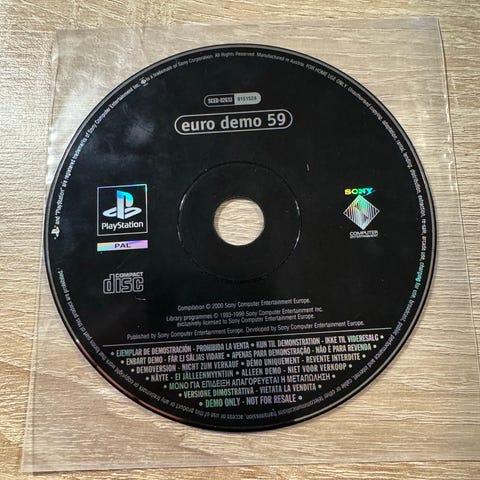 SCED-02633 0151524
euro demo 59
PlayStation
PAL
SONY
COMPUTER
ENTERTAINMENT
COMPACT
disc
Compilation © 2000 Sony Computer Entertainment Europe.
Library programmes © 1993-1999 Sony Computer Entertainment Inc.
exclusively licensed to Sony Computer Entertainment Europe.
Published by Sony Computer Entertainment Europe. Developed by Sony Computer Entertainment Europe.
• EJEMPLAR DE DEMOSTRACIÓN - PROHIBIDA LA VENTA • KUN TIL DEMONSTRATION - IKKE TIL VIDERESALG •
ENBART DEMO - FÅR EJ SÄLJAS VIDARE • APENAS PARA DEMONSTRAÇÃO - NÃO É PARA REVENDA •
DEMOVERSION - NICHT ZUM VERKAUF • DÉMO UNIQUEMENT - REVENTE INTERDITE •
NÄYTE - EI JÄLLEENMYYNTIIN • ALLEEN DEMO - NIET VOOR VERKOOP •
• ΜΟΝΟ ΓΙΑ ΕΠΙΔΕΙΞΗ ΑΠΑΓΟΡΕΥΕΤΑΙ Η ΜΕΤΑΠΩΛΗΣΗ •
VERSIONE DIMOSTRATIVA - VIETATA LA VENDITA •
• DEMO ONLY - NOT FOR RESALE •